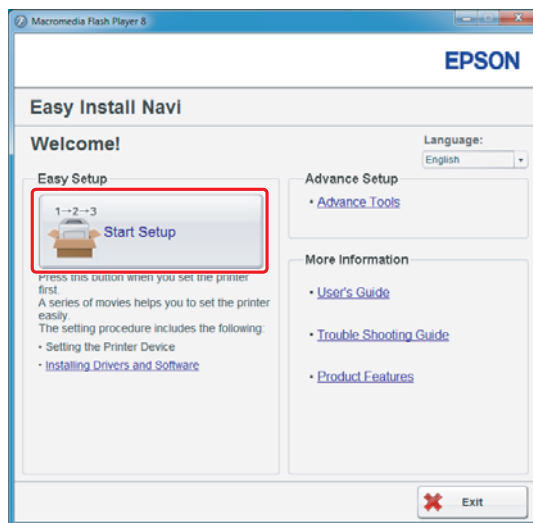 Macromedia Flash Player 8
EPSON
Easy Install Navi
Welcome!
Language:
English
Easy Setup
1→2→3
Start Setup
Press this button when you set the printer
first.
A series of movies helps you to set the printer
easily.
The setting procedure includes the following:
• Setting the Printer Device
• Installing Drivers and Software
Advance Setup
• Advance Tools
More Information
• User's Guide
• Trouble Shooting Guide
• Product Features
Exit